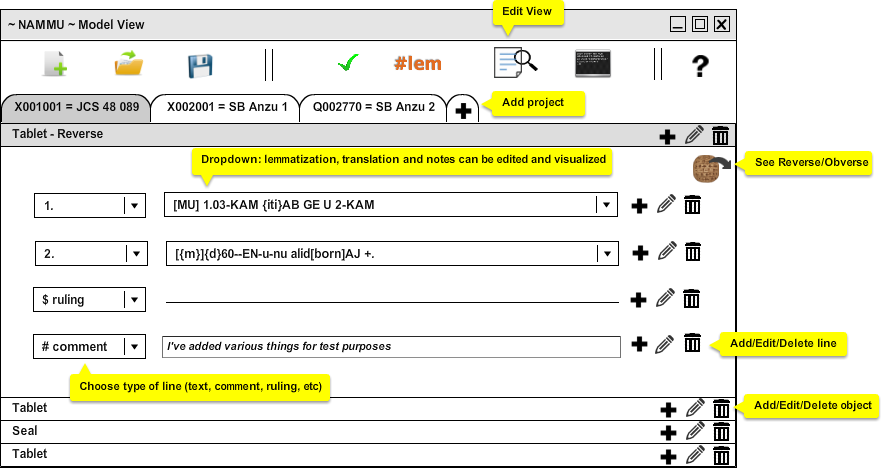 Edit View
~ NAMMU ~ Model View
#lem
?
X001001 = JCS 48 089
X002001 = SB Anzu 1
Q002770 = SB Anzu 2
Add project
Tablet - Reverse
Dropdown: lemmatization, translation and notes can be edited and visualized
See Reverse/Obverse
1.
[MU] 1.03-KAM {iti}AB GE U 2-KAM
2.
[{m}]{d}60--EN-u-nu alid[born]AJ +.
$ ruling
# comment
I've added various things for test purposes
Add/Edit/Delete line
Choose type of line (text, comment, ruling, etc)
Tablet
Add/Edit/Delete object
Seal
Tablet